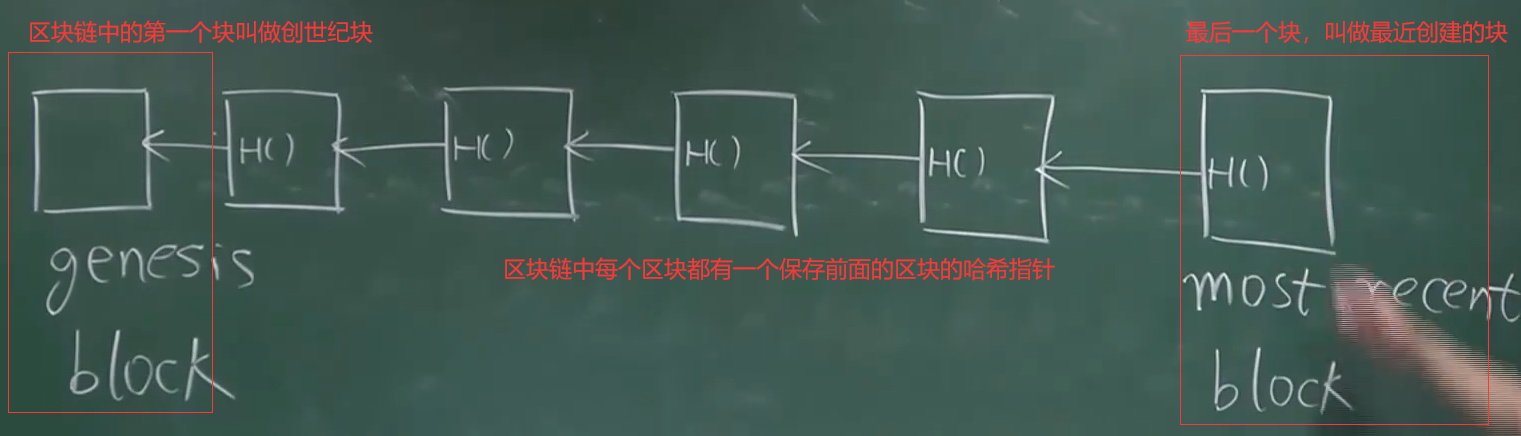 区块链中的第一个块叫做创世纪块
最后一个块，叫做最近创建的块
H( )
H( )
H( )
H( )
H( )
区块链中每个区块都有一个保存前面的区块的哈希指针
genesis
block
most recent
block